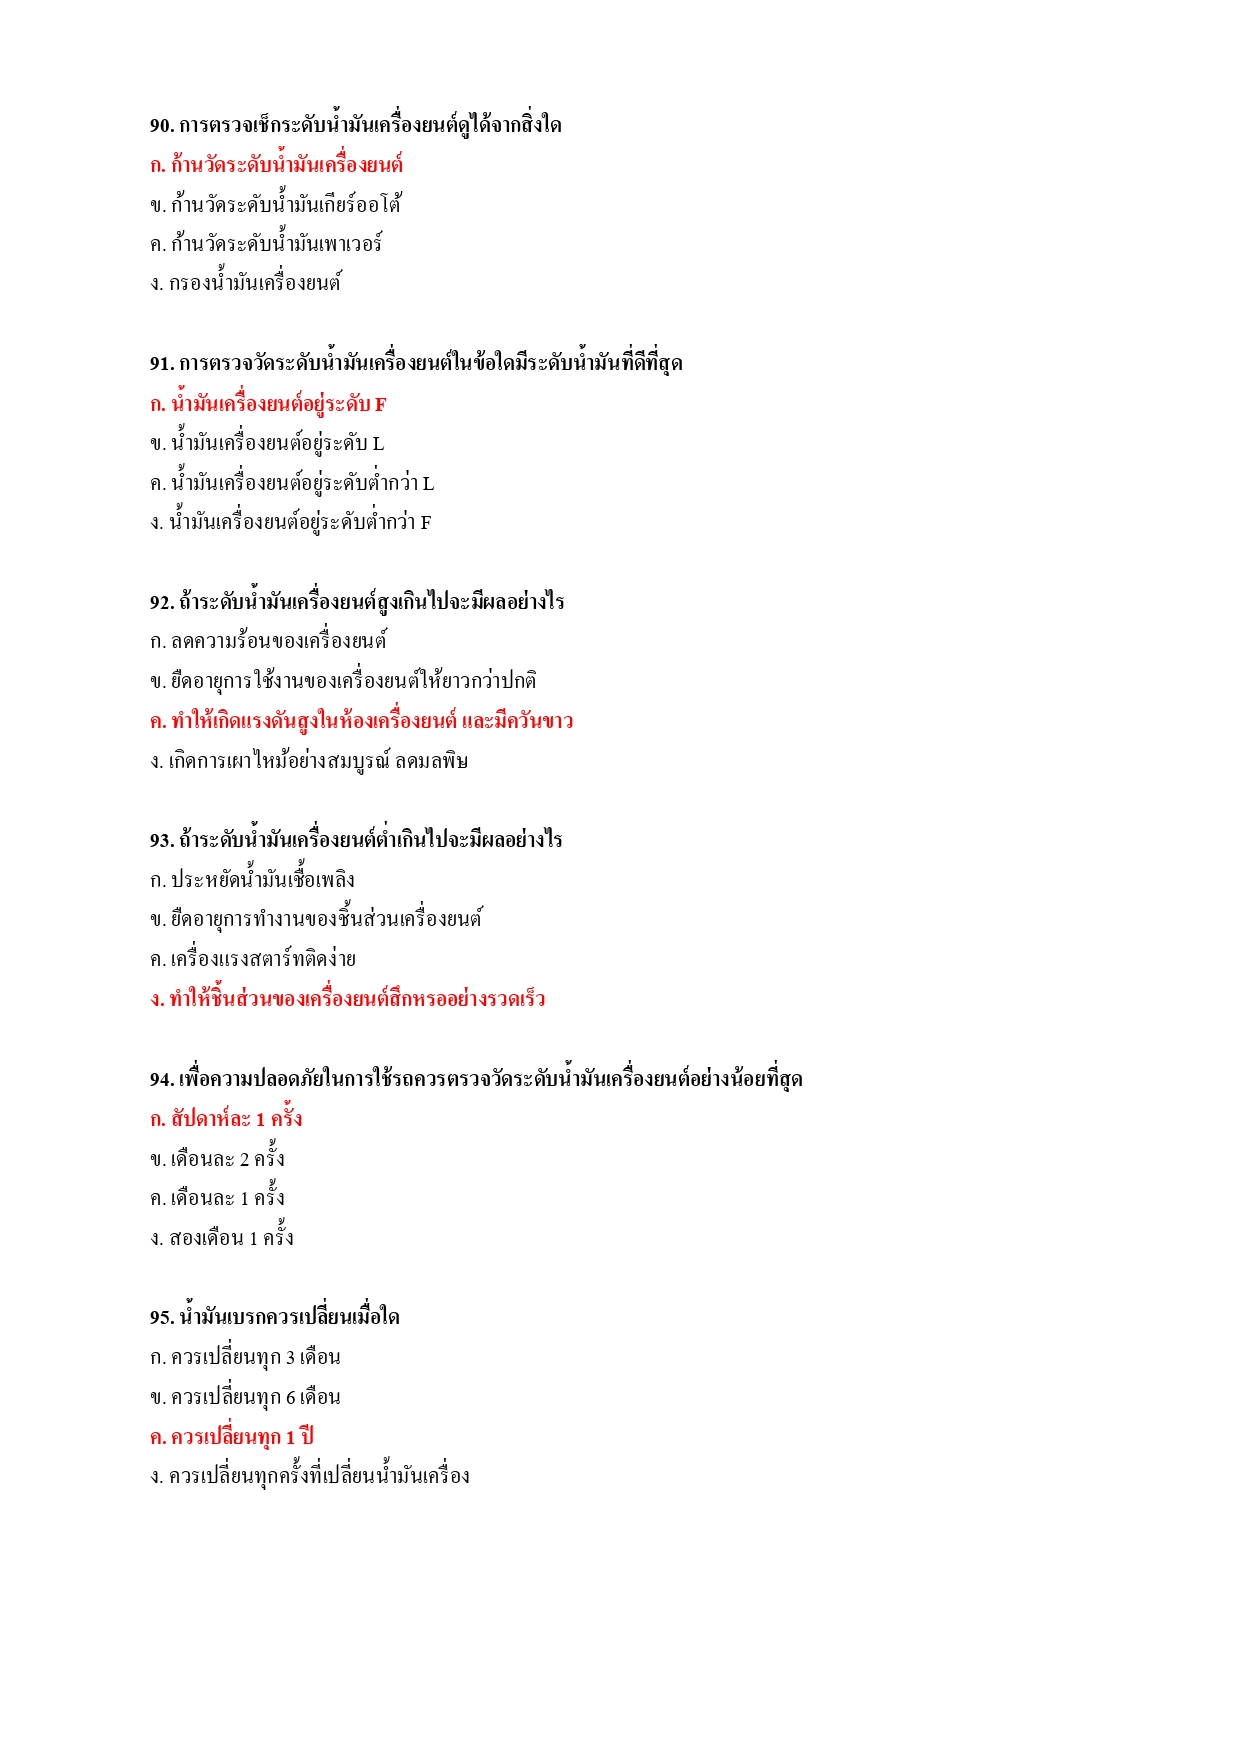 90. การตรวจเช็กระดับน้ำมันเครื่องยนต์ดูได้จากสิ่งใด
ก. ก้านวัดระดับน้ำมันเครื่องยนต์
ข. ก้านวัดระดับน้ำมันเกียร์ออโต้
ค. ก้านวัดระดับน้ำมันเพาเวอร์
ง. กรองน้ำมันเครื่องยนต์
91. การตรวจวัดระดับน้ำมันเครื่องยนต์ในข้อใดมีระดับน้ำมันที่ดีที่สุด
ก. น้ำมันเครื่องยนต์อยู่ระดับ F
ข. น้ำมันเครื่องยนต์อยู่ระดับ L
ค. น้ำมันเครื่องยนต์อยู่ระดับต่ำกว่า L
ง. น้ำมันเครื่องยนต์อยู่ระดับต่ำกว่า F
92. ถ้าระดับน้ำมันเครื่องยนต์สูงเกินไปจะมีผลอย่างไร
ก. ลดความร้อนของเครื่องยนต์
ข. ยืดอายุการใช้งานของเครื่องยนต์ให้ยาวกว่าปกติ
ค. ทำให้เกิดแรงดันสูงในห้องเครื่องยนต์ และมีควันขาว
ง. เกิดการเผาไหม้อย่างสมบูรณ์ ลดมลพิษ
93. ถ้าระดับน้ำมันเครื่องยนต์ต่ำเกินไปจะมีผลอย่างไร
ก. ประหยัดน้ำมันเชื้อเพลิง
ข. ยืดอายุการทำงานของชิ้นส่วนเครื่องยนต์
ค. เครื่องแรงสตาร์ทติดง่าย
ง. ทำให้ชิ้นส่วนของเครื่องยนต์สึกหรออย่างรวดเร็ว
94. เพื่อความปลอดภัยในการใช้รถควรตรวจวัดระดับน้ำมันเครื่องยนต์อย่างน้อยที่สุด
ก. สัปดาห์ละ 1 ครั้ง
ข. เดือนละ 2 ครั้ง
ค. เดือนละ 1 ครั้ง
ง. สองเดือน 1 ครั้ง
95. น้ำมันเบรกควรเปลี่ยนเมื่อใด
ก. ควรเปลี่ยนทุก 3 เดือน
ข. ควรเปลี่ยนทุก 6 เดือน
ค. ควรเปลี่ยนทุก 1 ปี
ง. ควรเปลี่ยนทุกครั้งที่เปลี่ยนน้ำมันเครื่อง